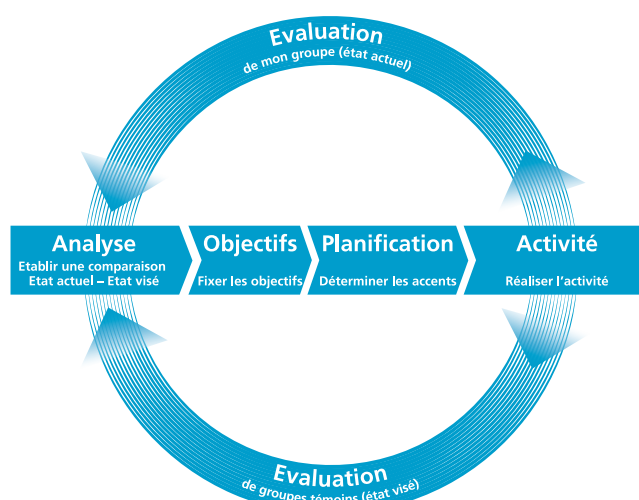 Evaluation
de mon groupe (état actuel)
Analyse
Etablir une comparaison
Etat actuel – Etat visé
Objectifs
Fixer les objectifs
Planification
Déterminer les accents
Activité
Réaliser l’activité
Evaluation
de groupes témoins (état visé)